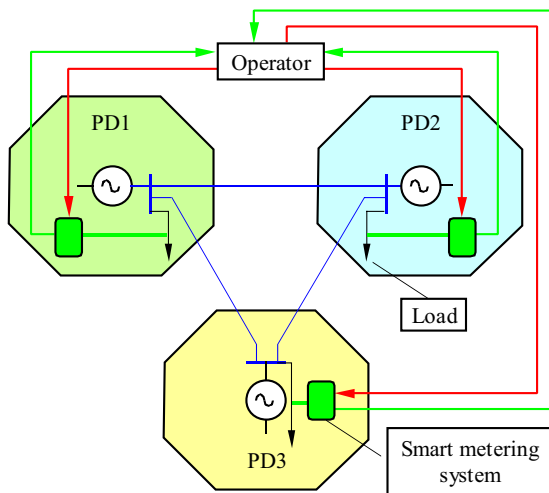 Operator
PD1
PD2
Load
PD3
Smart metering
system